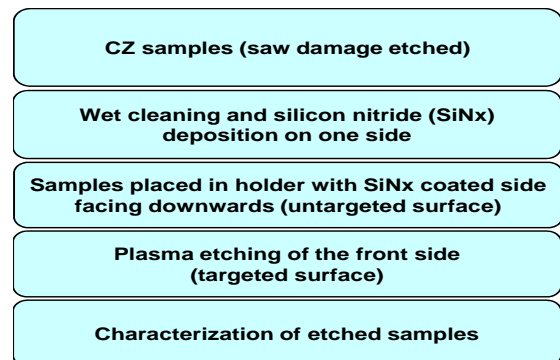 CZ samples (saw damage etched)
Wet cleaning and silicon nitride (SiNx)
deposition on one side
Samples placed in holder with SiNx coated side
facing downwards (untargeted surface)
Plasma etching of the front side
(targeted surface)
Characterization of etched samples